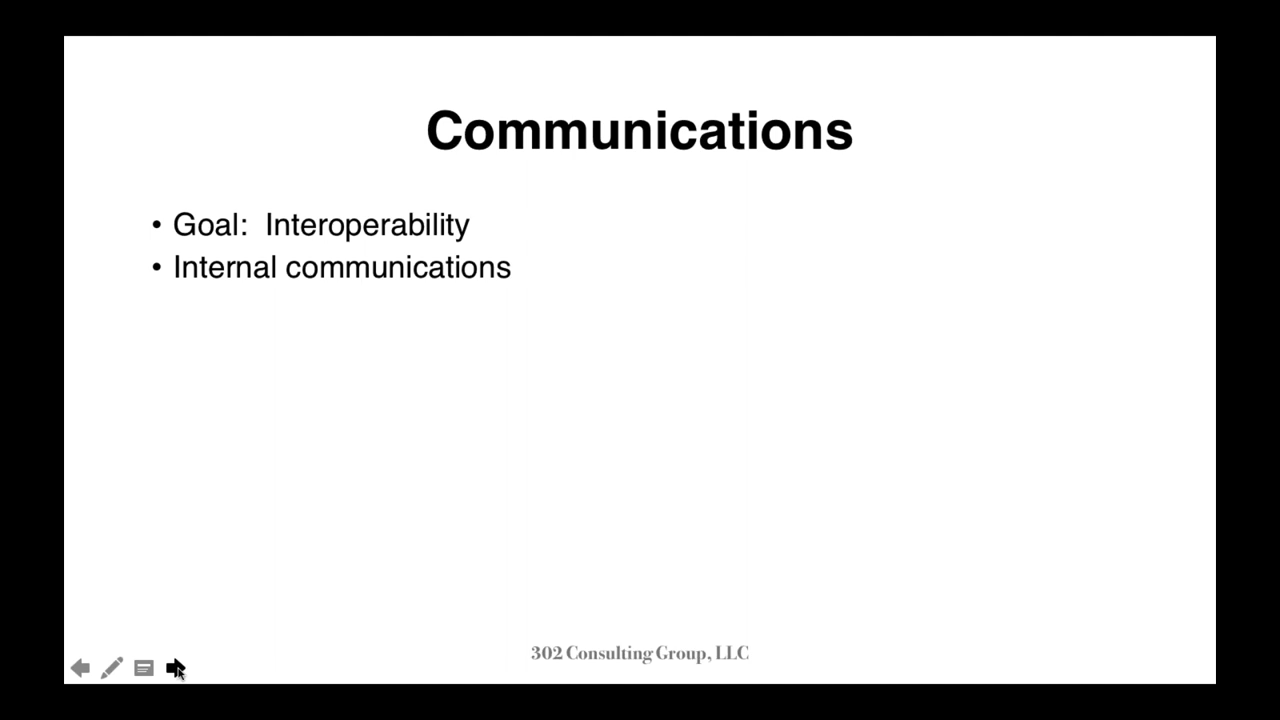 Communications
• Goal:  Interoperability
• Internal communications
302 Consulting Group, LLC